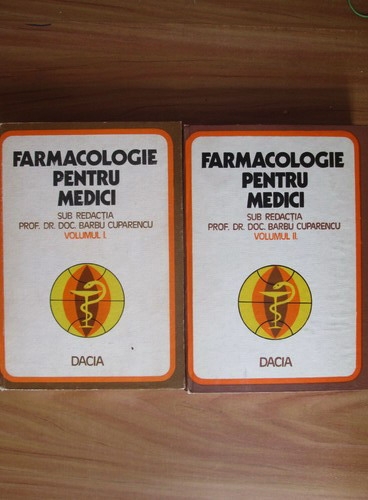 FARMACOLOGIE
PENTRU
MEDICI
SUB REDACTIA
PROF. DR. DOC. BARBU CUPARENCU
VOLUMUL I.
DACIA
FARMACOLOGIE
PENTRU
MEDICI
SUB REDACTIA
PROF. DR. DOC. BARBU CUPARENCU
VOLUMUL II.
DACIA